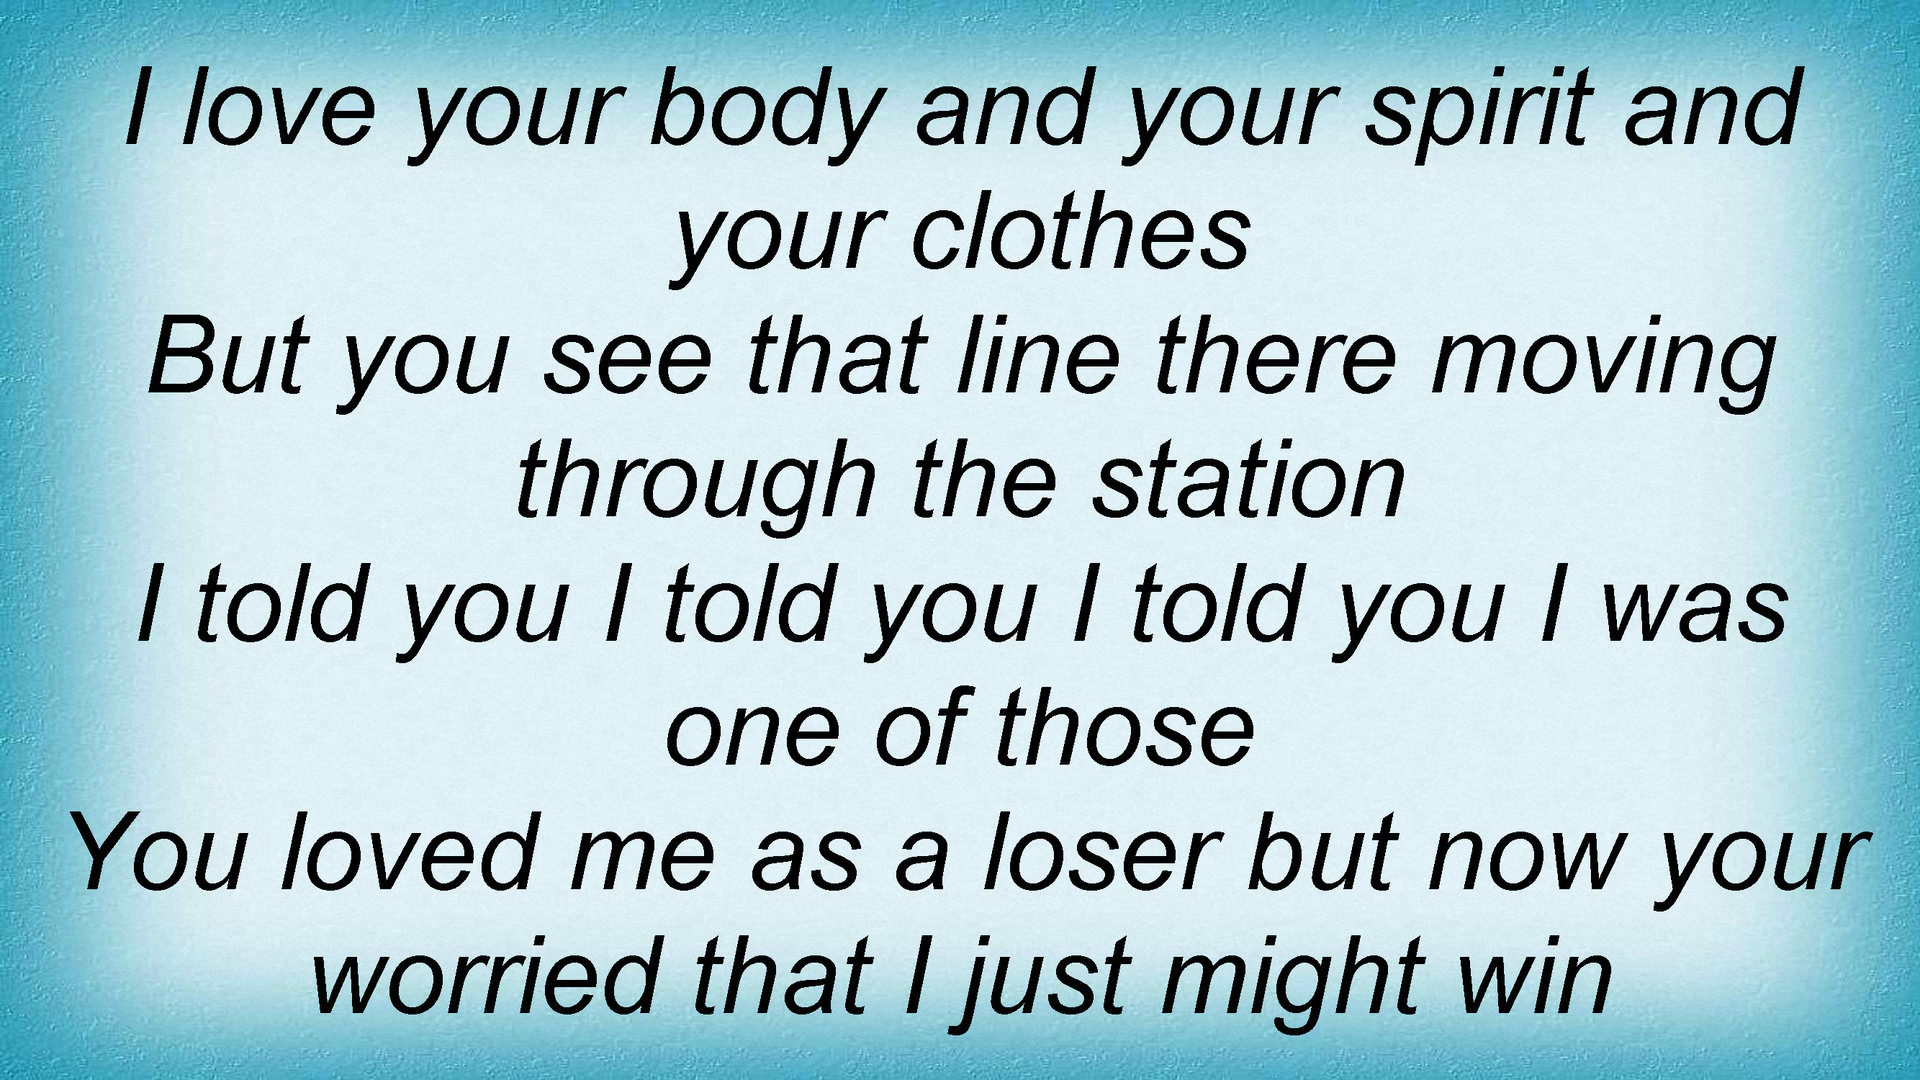 I love your body and your spirit and
your clothes
But you see that line there moving
through the station
I told you I told you I told you I was
one of those
You loved me as a loser but now your
worried that I just might win